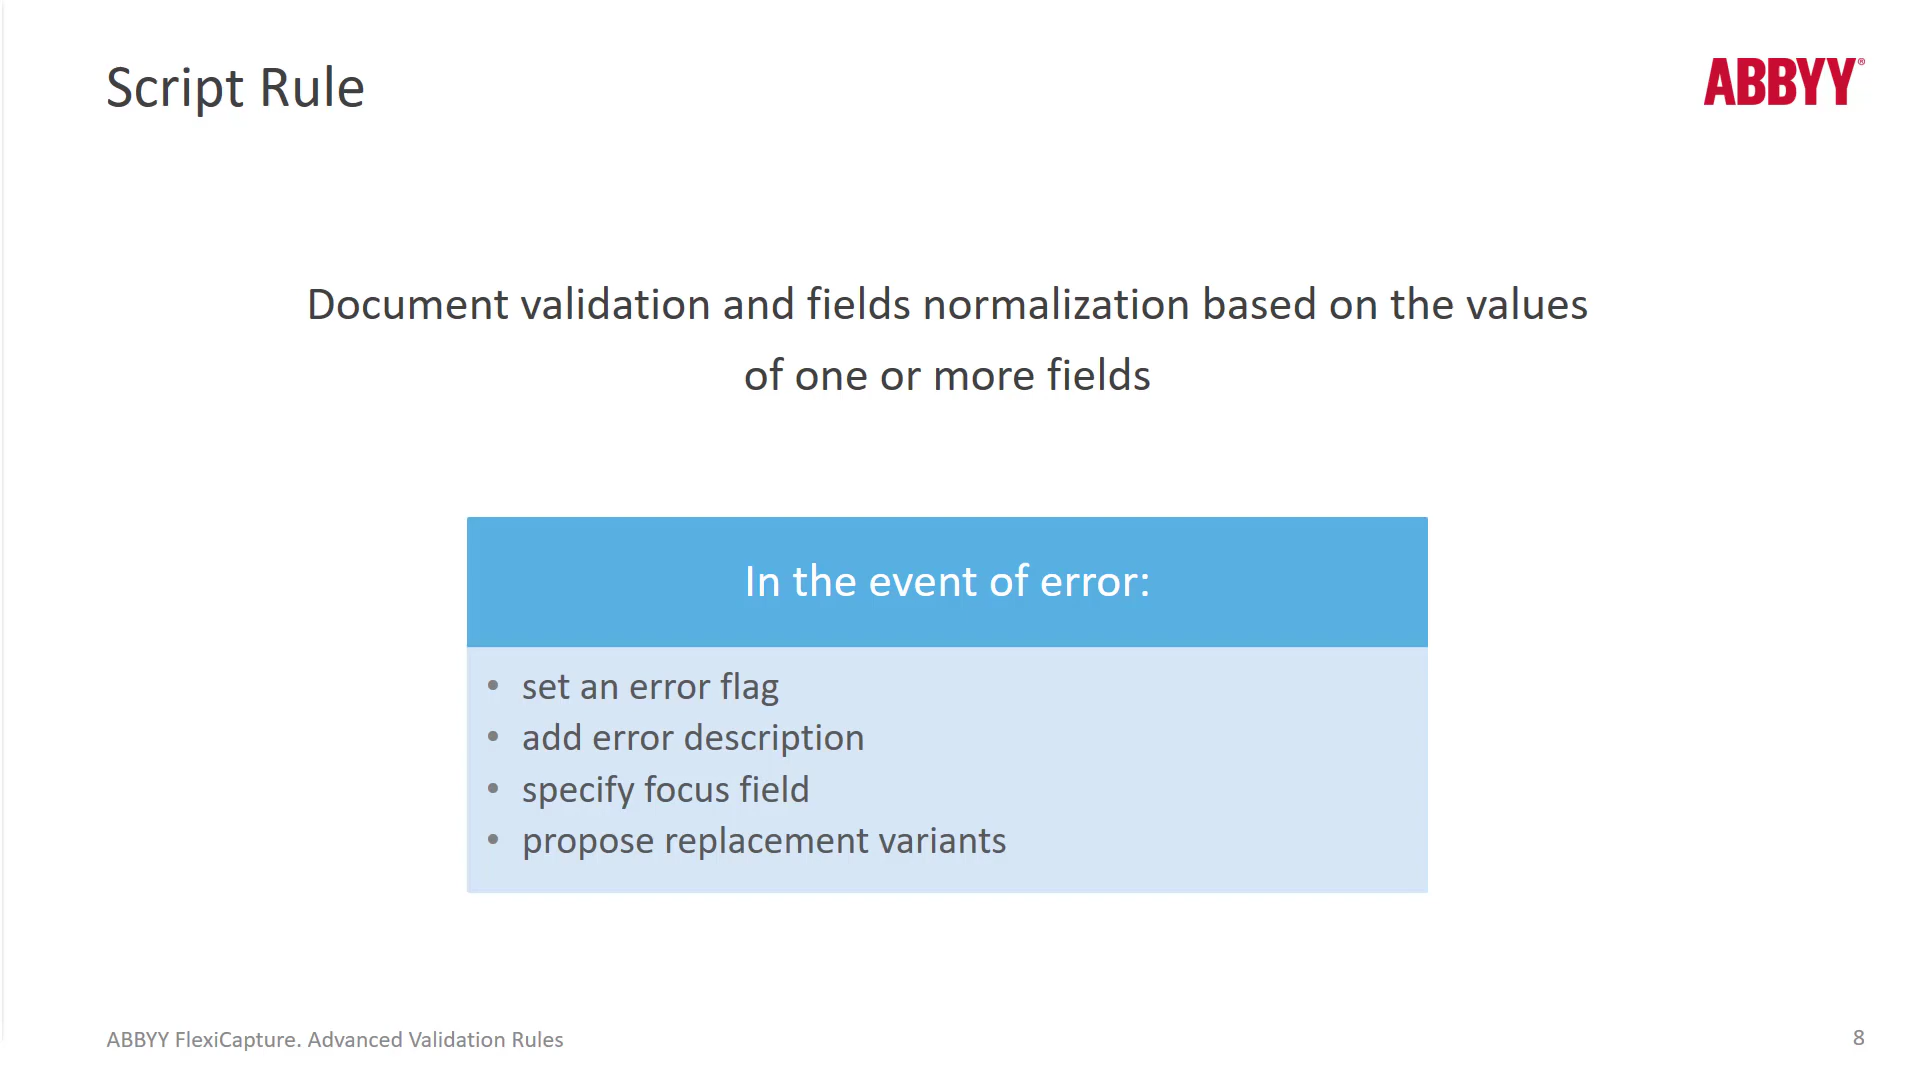 Script Rule
ABBYY®
Document validation and fields normalization based on the values
of one or more fields
In the event of error:
• set an error flag
• add error description
• specify focus field
• propose replacement variants
ABBYY FlexiCapture. Advanced Validation Rules
8